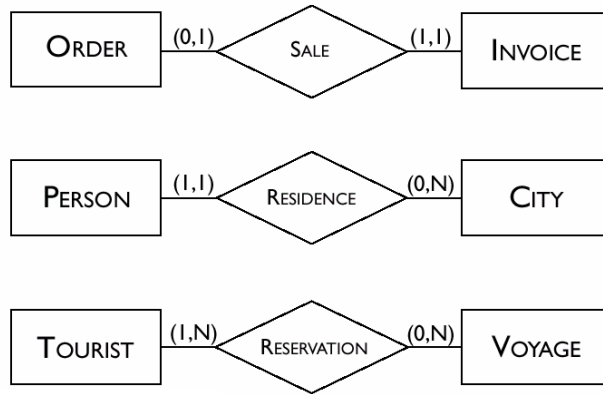 ORDER (0,1) SALE (1,1) INVOICE
PERSON (1,1) RESIDENCE (0,N) CITY
TOURIST (1,N) RESERVATION (0,N) VOYAGE